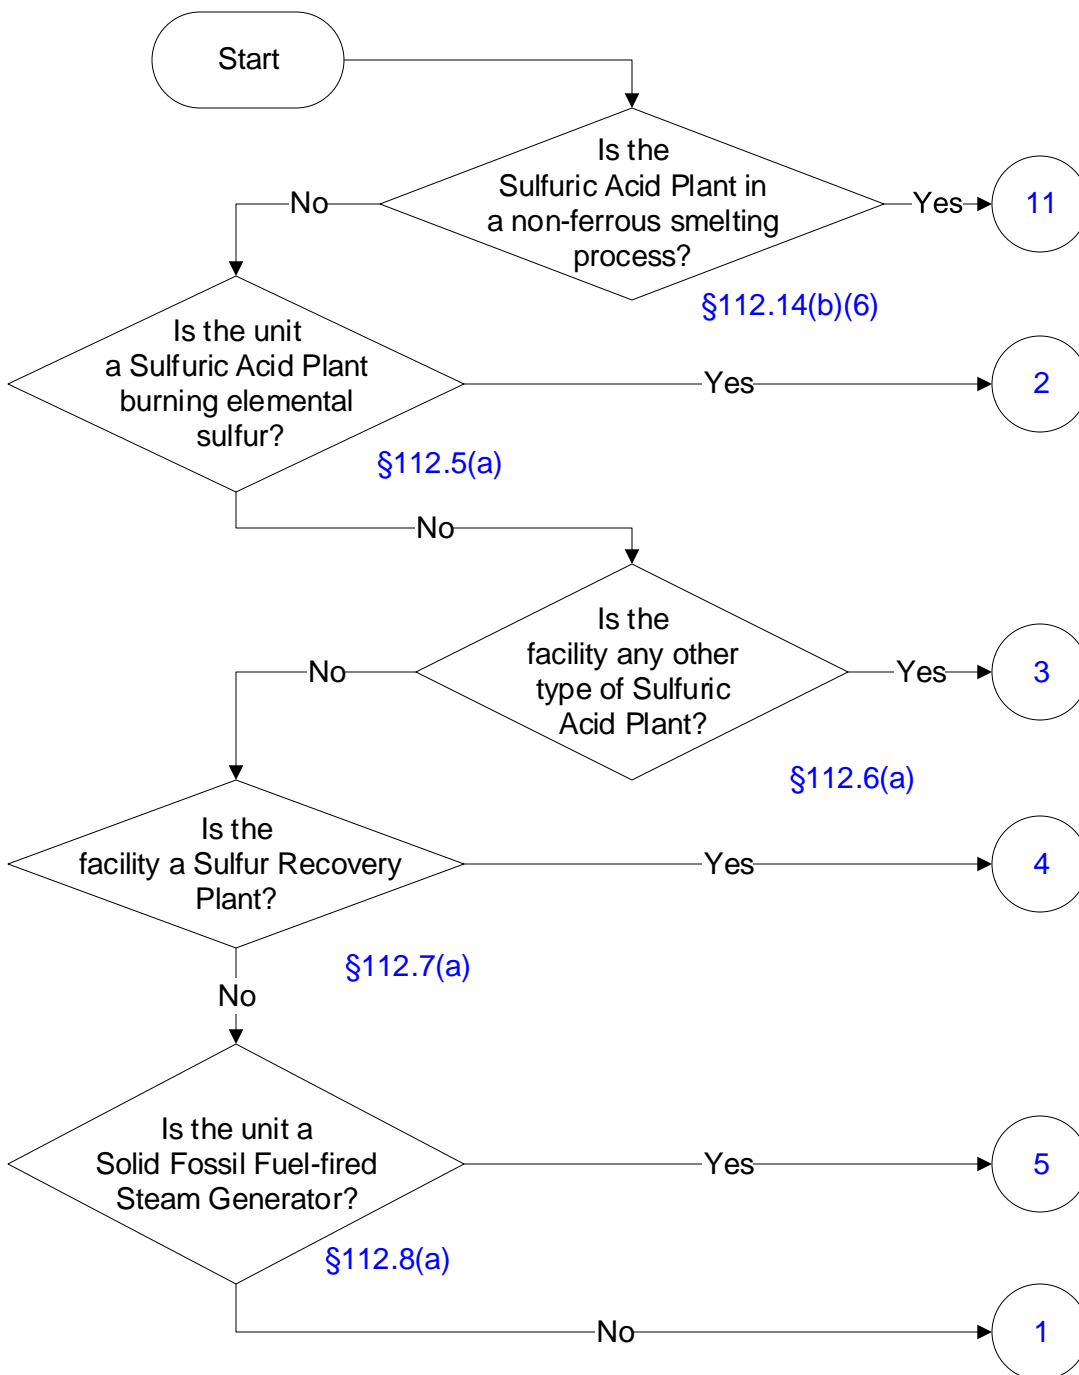 Start
Is the
Sulfuric Acid Plant in
a non-ferrous smelting
process?
No
Yes
11
§112.14(b)(6)
Is the unit
a Sulfuric Acid Plant
burning elemental
sulfur?
Yes
2
§112.5(a)
No
Is the
facility any other
type of Sulfuric
Acid Plant?
No
Yes
3
§112.6(a)
Is the
facility a Sulfur Recovery
Plant?
Yes
4
§112.7(a)
No
Is the unit a
Solid Fossil Fuel-fired
Steam Generator?
Yes
5
§112.8(a)
No
1